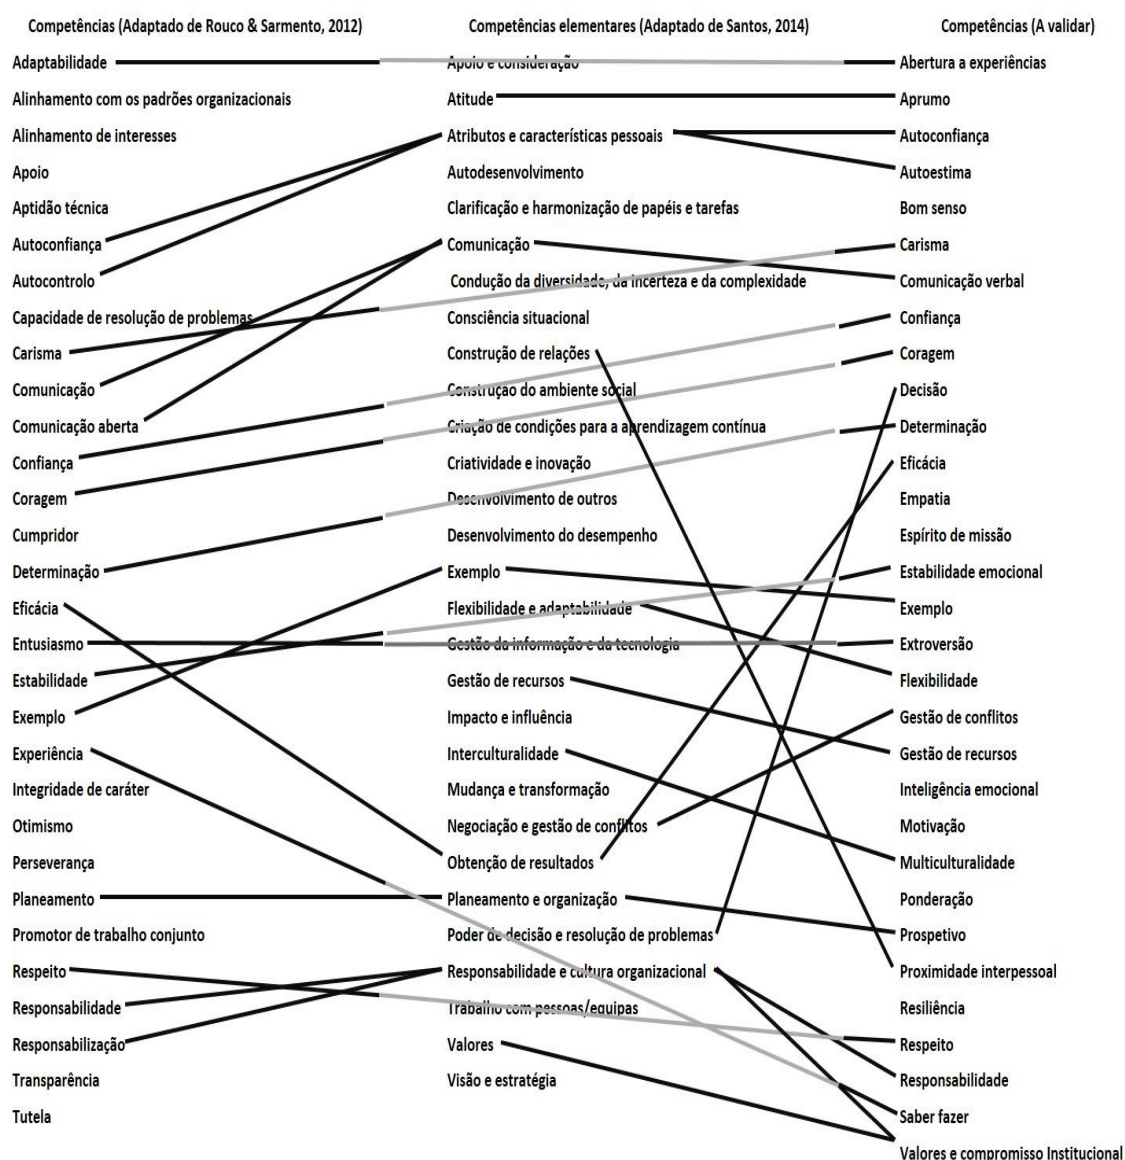 Competências (Adaptado de Rouco & Sarmento, 2012) Competências elementares (Adaptado de Santos, 2014) Competências (A validar)
Adaptabilidade Apoio e consideração Abertura a experiências
Alinhamento com os padrões organizacionais Atitude Aprumo
Alinhamento de interesses Atributos e características pessoais Autoconfiança
Apoio Autodesenvolvimento Autoestima
Aptidão técnica Clarificação e harmonização de papéis e tarefas Bom senso
Autoconfiança Comunicação Carisma
Autocontrolo Condução da diversidade, da incerteza e da complexidade Comunicação verbal
Capacidade de resolução de problemas Consciência situacional Confiança
Carisma Construção de relações Coragem
Comunicação Construção do ambiente social Decisão
Comunicação aberta Criação de condições para a aprendizagem contínua Determinação
Confiança Criatividade e inovação Eficácia
Coragem Desenvolvimento de outros Empatia
Cumpridor Desenvolvimento do desempenho Espírito de missão
Determinação Exemplo Estabilidade emocional
Eficácia Flexibilidade e adaptabilidade Exemplo
Entusiasmo Gestão da informação e da tecnologia Extroversão
Estabilidade Gestão de recursos Flexibilidade
Exemplo Impacto e influência Gestão de conflitos
Experiência Interculturalidade Gestão de recursos
Integridade de caráter Mudança e transformação Inteligência emocional
Otimismo Negociação e gestão de conflitos Motivação
Perseverança Obtenção de resultados Multiculturalidade
Planeamento Planeamento e organização Ponderação
Promotor de trabalho conjunto Poder de decisão e resolução de problemas Prospetivo
Respeito Responsabilidade e cultura organizacional Proximidade interpessoal
Responsabilidade Trabalho com pessoas/equipas Resiliência
Responsabilização Valores Respeito
Transparência Visão e estratégia Responsabilidade
Tutela Saber fazer
Valores e compromisso Institucional